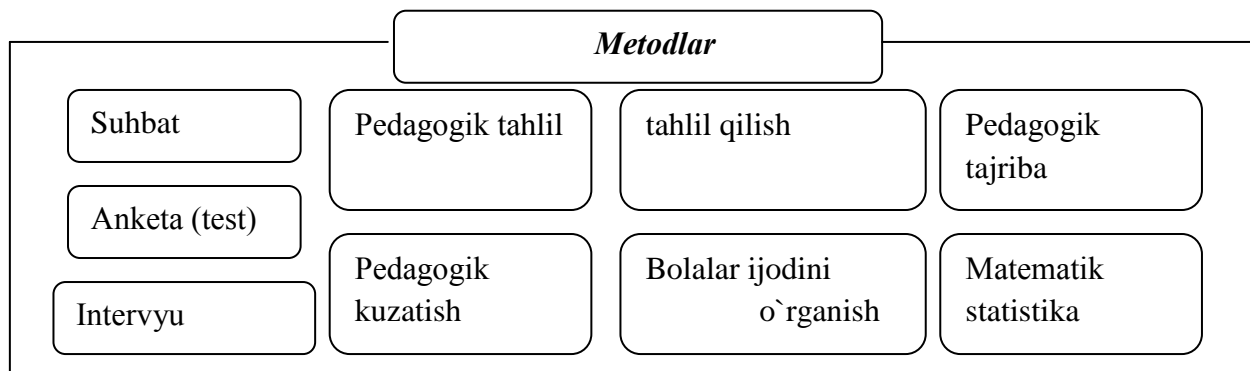 Metodlar
Suhbat
Anketa (test)
Intervyu
Pedagogik tahlil
Pedagogik
kuzatish
tahlil qilish
Bolalar ijodini
o`rganish
Pedagogik
tajriba
Matematik
statistika